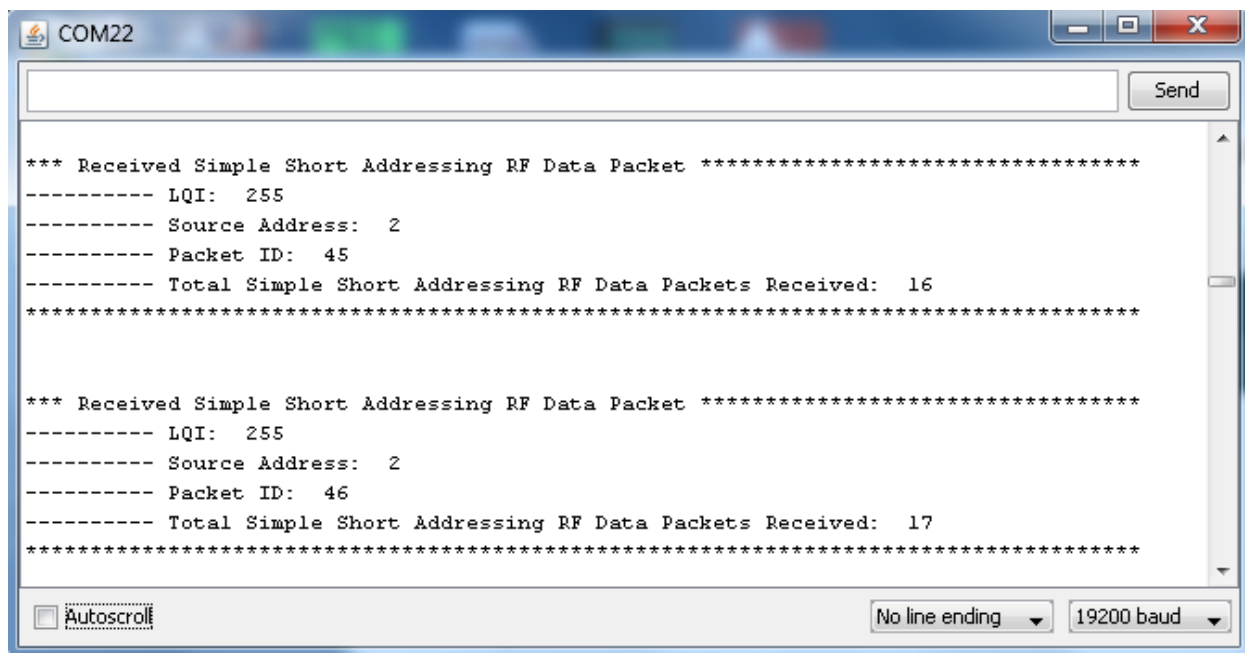 COM22
Send
*** Received Simple Short Addressing RF Data Packet **********************************
---------- LQI:  255
---------- Source Address:  2
---------- Packet ID:  45
---------- Total Simple Short Addressing RF Data Packets Received:  16
**************************************************************************************
*** Received Simple Short Addressing RF Data Packet **********************************
---------- LQI:  255
---------- Source Address:  2
---------- Packet ID:  46
---------- Total Simple Short Addressing RF Data Packets Received:  17
**************************************************************************************
Autoscroll No line ending 19200 baud